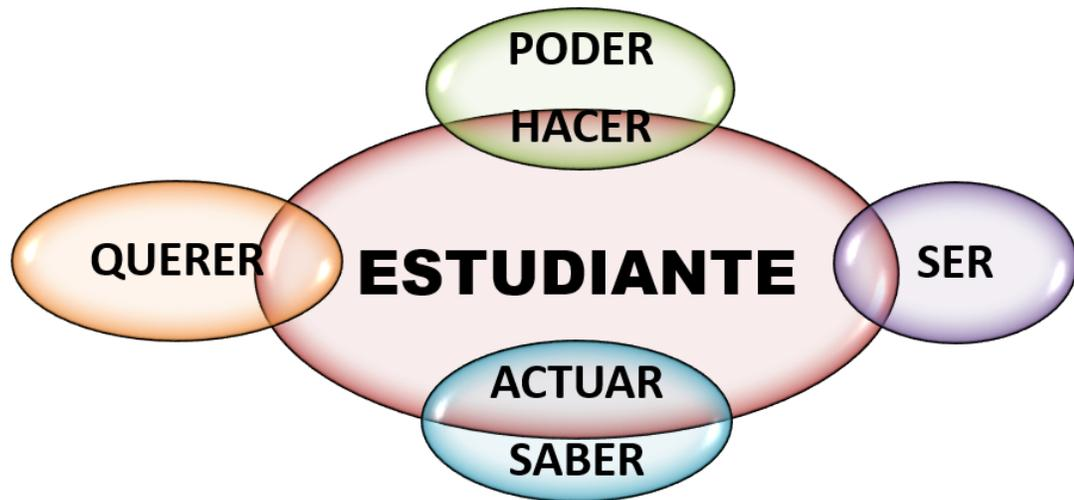 PODER
HACER
QUERER
ESTUDIANTE
SER
ACTUAR
SABER